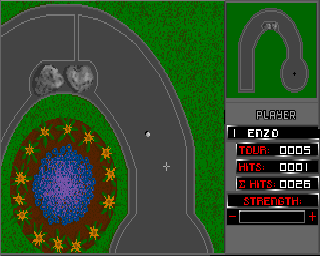 PLAYER
1 ENZO
TOUR: 0005
HITS: 0001
Σ HITS: 0026
STRENGTH:
- +